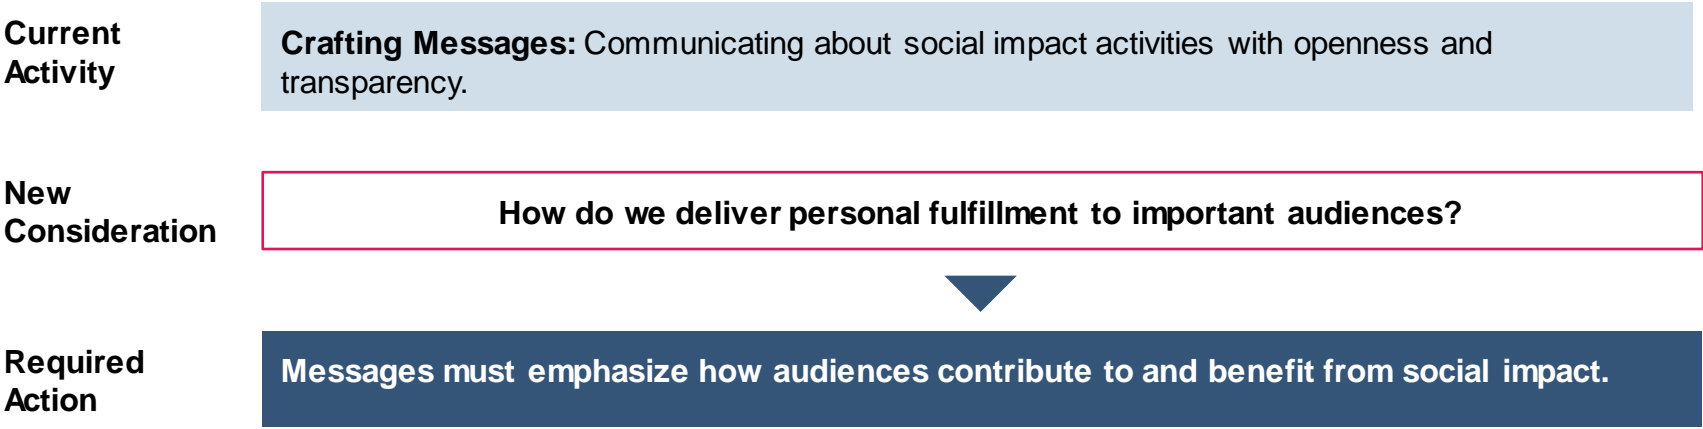 Current
Activity
Crafting Messages: Communicating about social impact activities with openness and
transparency.
New
Consideration
How do we deliver personal fulfillment to important audiences?
Required
Action
Messages must emphasize how audiences contribute to and benefit from social impact.